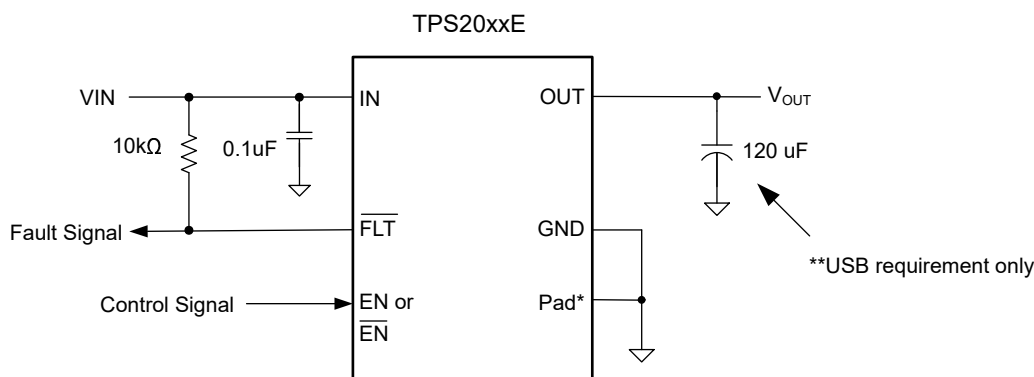 TPS20xxE
VIN
IN
OUT
V_OUT
10kΩ
0.1uF
120 uF
Fault Signal
FLT
GND
**USB requirement only
Control Signal
EN or
EN
Pad*